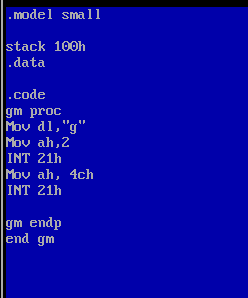 .model small
stack 100h
.data
.code
gm proc
Mov dl,"g"
Mov ah,2
INT 21h
Mov ah, 4ch
INT 21h
gm endp
end gm